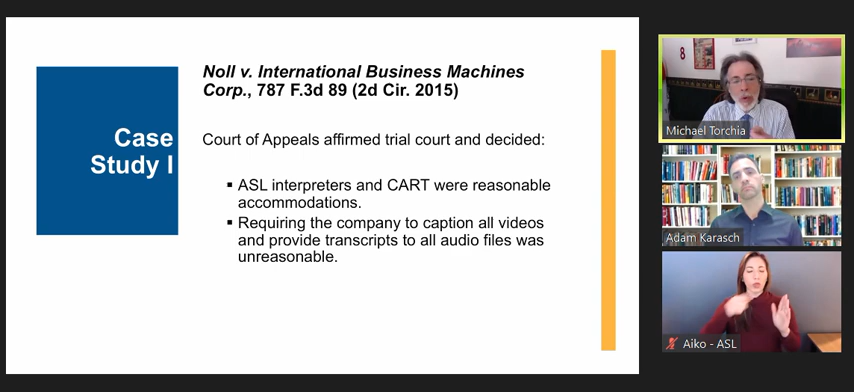 Case
Study I
Noll v. International Business Machines
Corp., 787 F.3d 89 (2d Cir. 2015)
Court of Appeals affirmed trial court and decided:
▪ ASL interpreters and CART were reasonable
accommodations.
▪ Requiring the company to caption all videos
and provide transcripts to all audio files was
unreasonable.
8
Michael Torchia
Adam Karasch
Aiko - ASL